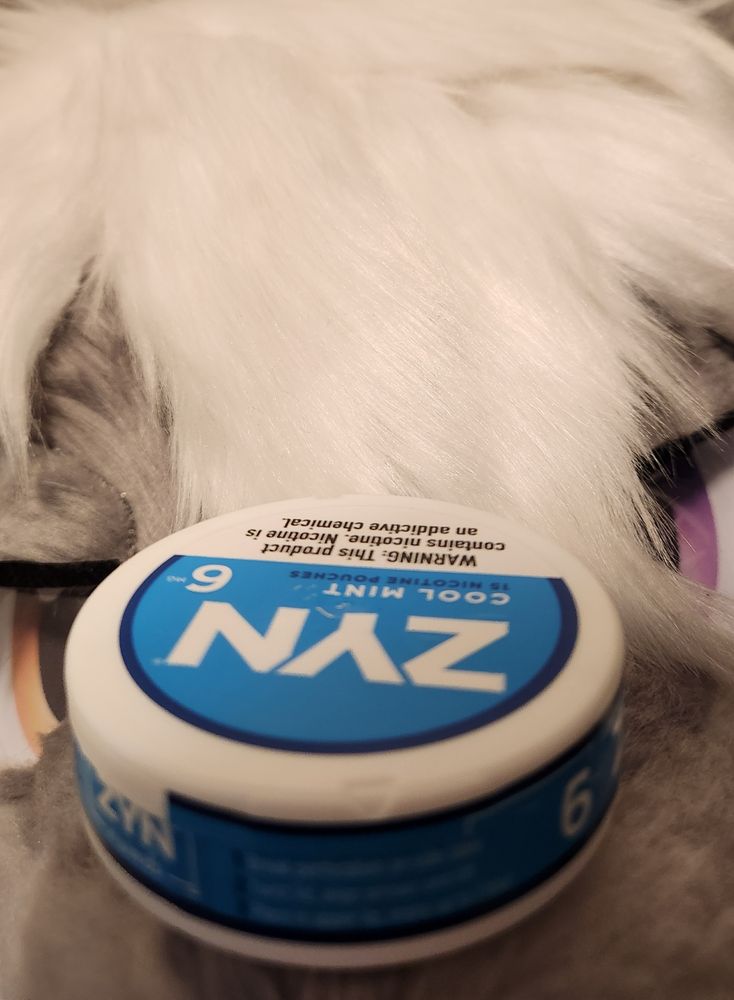 WARNING: This product
contains nicotine. Nicotine is
an addictive chemical.
6 MG
15 NICOTINE POUCHES
COOL MINT
ZYN
ZYN
6